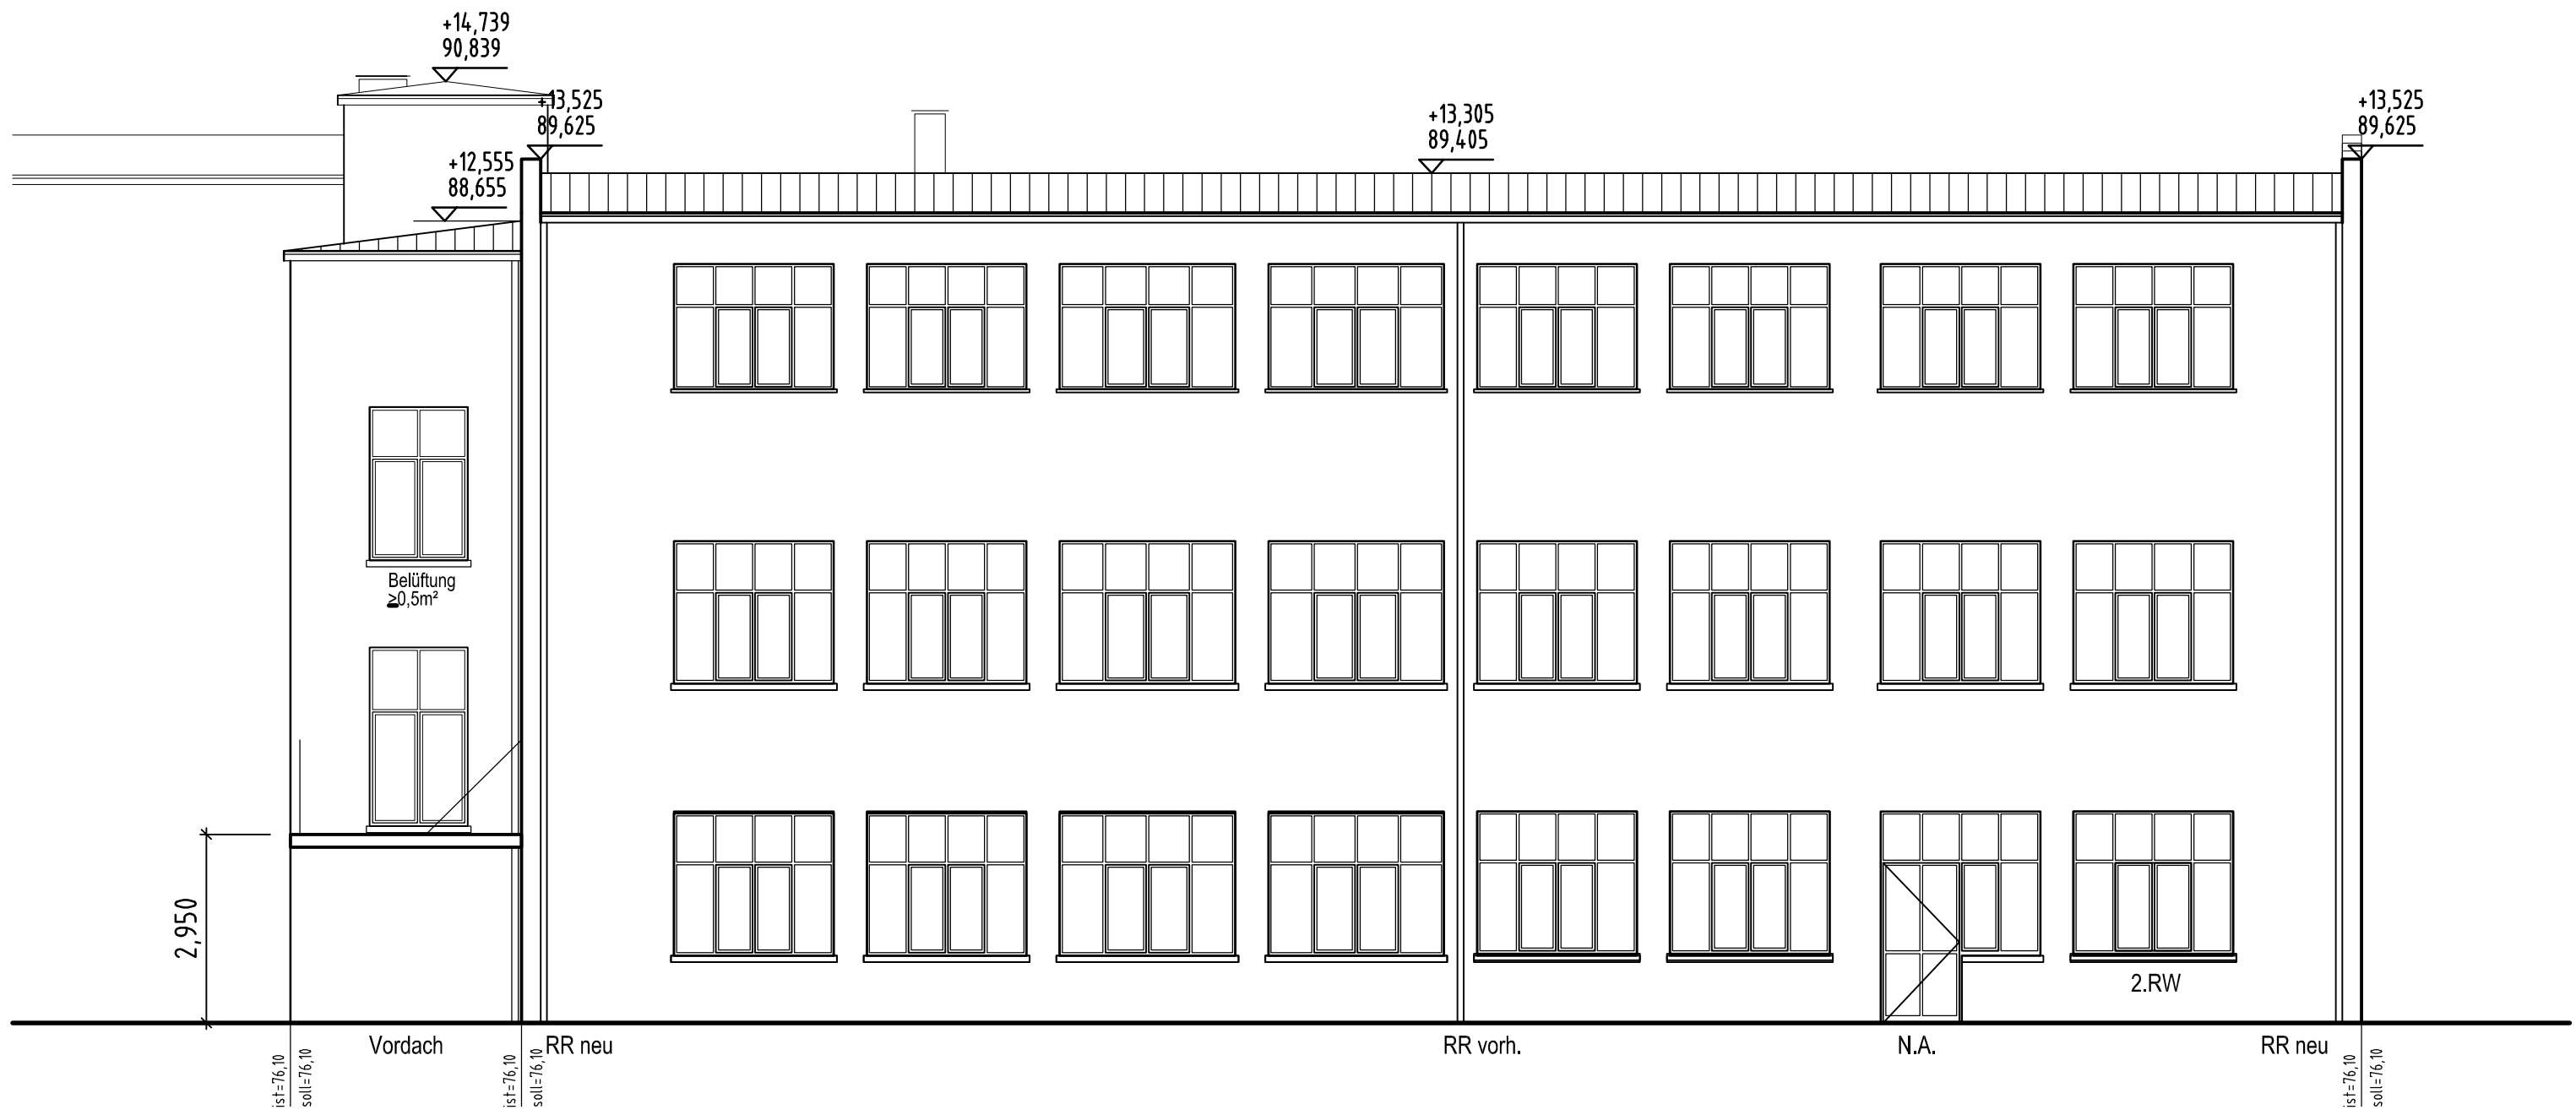 +14,739
90,839
+13,525
89,625
+13,305
89,405
+13,525
89,625
+12,555
88,655
Belüftung
≥0,5m²
2,950
2.RW
Vordach
RR neu
RR vorh.
N.A.
RR neu
ist=76,10
soll=76,10
ist=76,10
soll=76,10
ist=76,10
soll=76,10